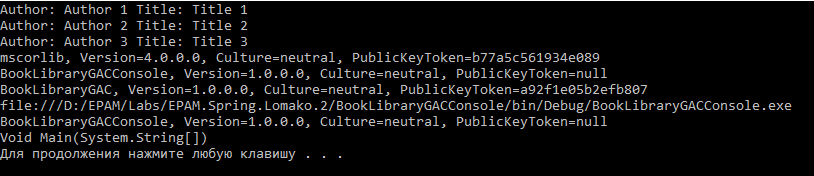 Author: Author 1 Title: Title 1
Author: Author 2 Title: Title 2
Author: Author 3 Title: Title 3
mscorlib, Version=4.0.0.0, Culture=neutral, PublicKeyToken=b77a5c561934e089
BookLibraryGACConsole, Version=1.0.0.0, Culture=neutral, PublicKeyToken=null
BookLibraryGAC, Version=1.0.0.0, Culture=neutral, PublicKeyToken=a92f1e05b2efb807
file:///D:/EPAM/Labs/EPAM.Spring.Lomako.2/BookLibraryGACConsole/bin/Debug/BookLibraryGACConsole.exe
BookLibraryGACConsole, Version=1.0.0.0, Culture=neutral, PublicKeyToken=null
Void Main(System.String[])
Для продолжения нажмите любую клавишу . . .